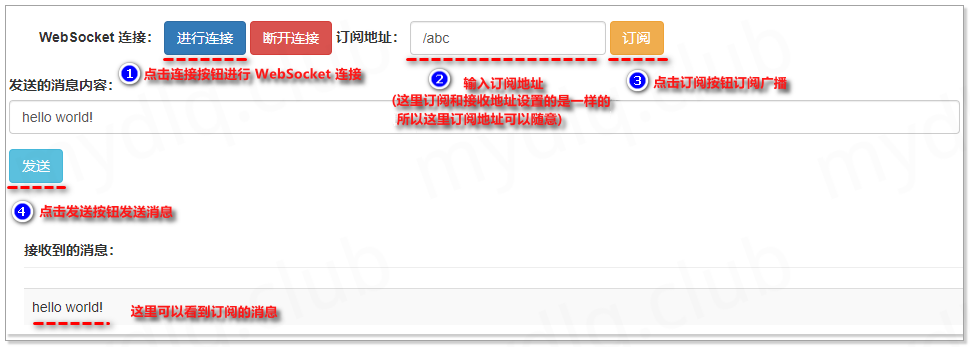 WebSocket 连接： 进行连接 断开连接 订阅地址： /abc 订阅
① 点击连接按钮进行 WebSocket 连接 ② 输入订阅地址 ③ 点击订阅按钮订阅广播
发送的消息内容：
(这里订阅和接收地址设置的是一样的
所以这里订阅地址可以随意)
hello world!
发送
④ 点击发送按钮发送消息
接收到的消息：
hello world! 这里可以看到订阅的消息
mydlq.club